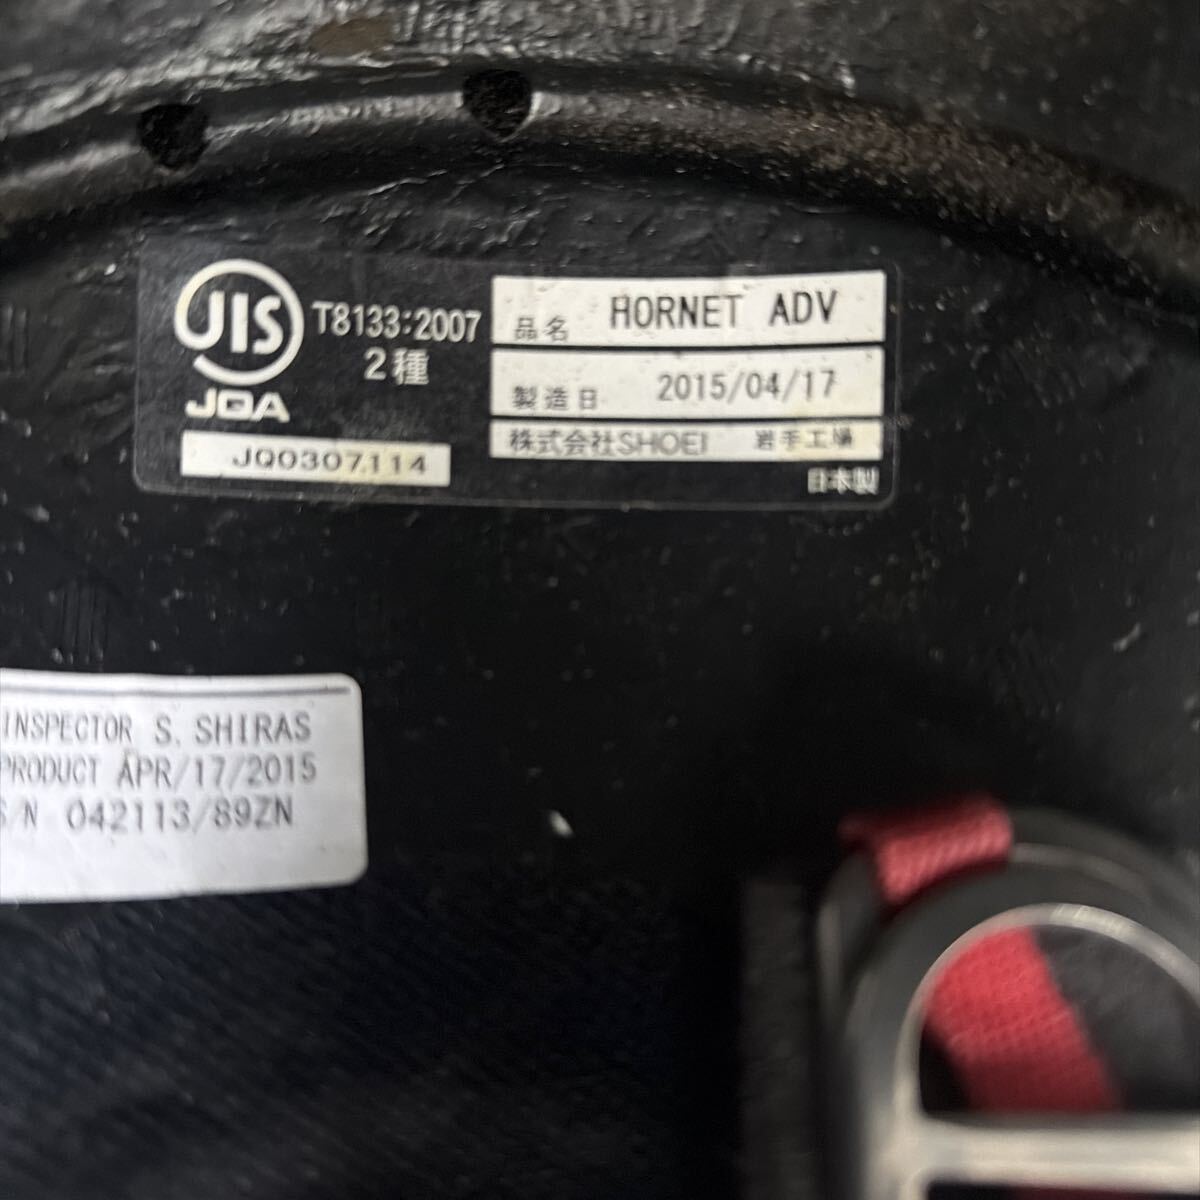 JIS
T8133:2007
2種
JQA
JQ0307114
品名 HORNET ADV
製造日 2015/04/17
株式会社SHOEI 岩手工場
日本製
INSPECTOR S. SHIRAS
PRODUCT APR/17/2015
S/N 042113/89ZN